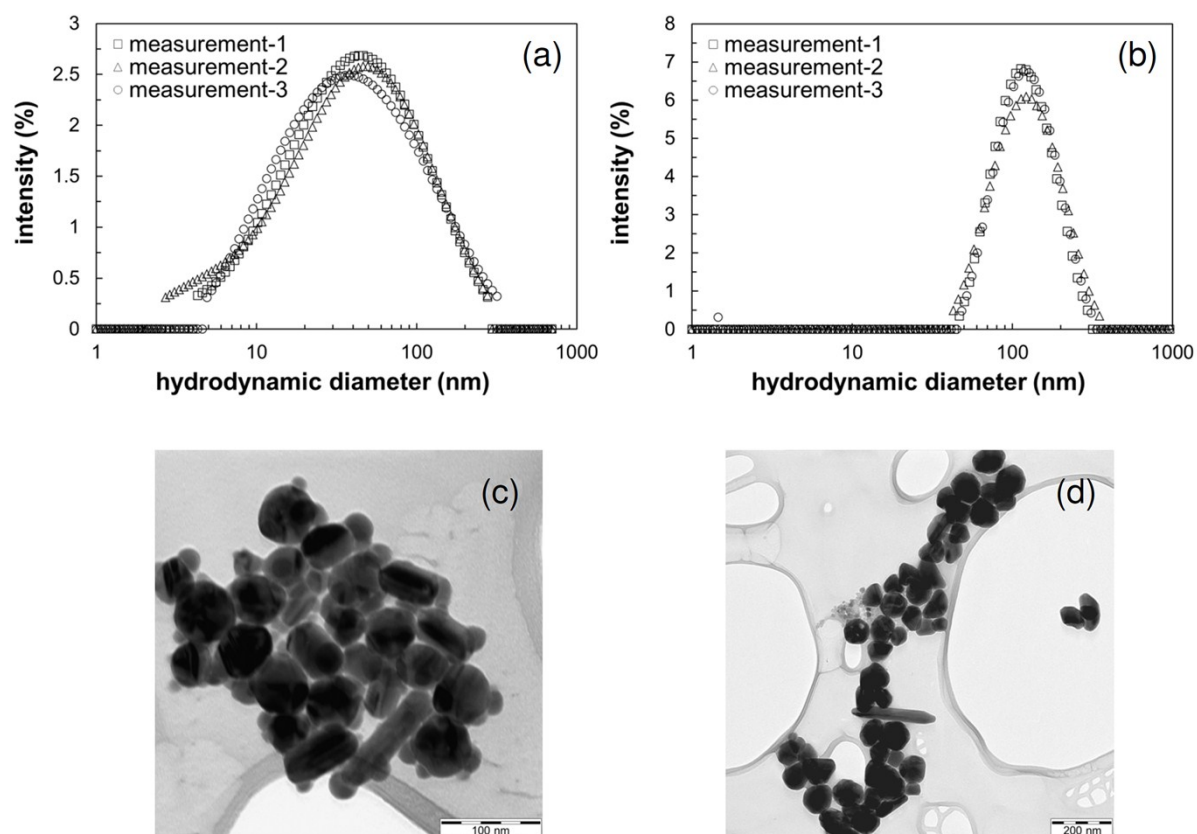 3
2.5
2
1.5
1
0.5
0
□ measurement-1
△ measurement-2
○ measurement-3
(a)
intensity (%)
1 10 100 1000
hydrodynamic diameter (nm)
8
7
6
5
4
3
2
1
0
□ measurement-1
△ measurement-2
○ measurement-3
(b)
intensity (%)
1 10 100 1000
hydrodynamic diameter (nm)
(c)
100 nm
(d)
200 nm